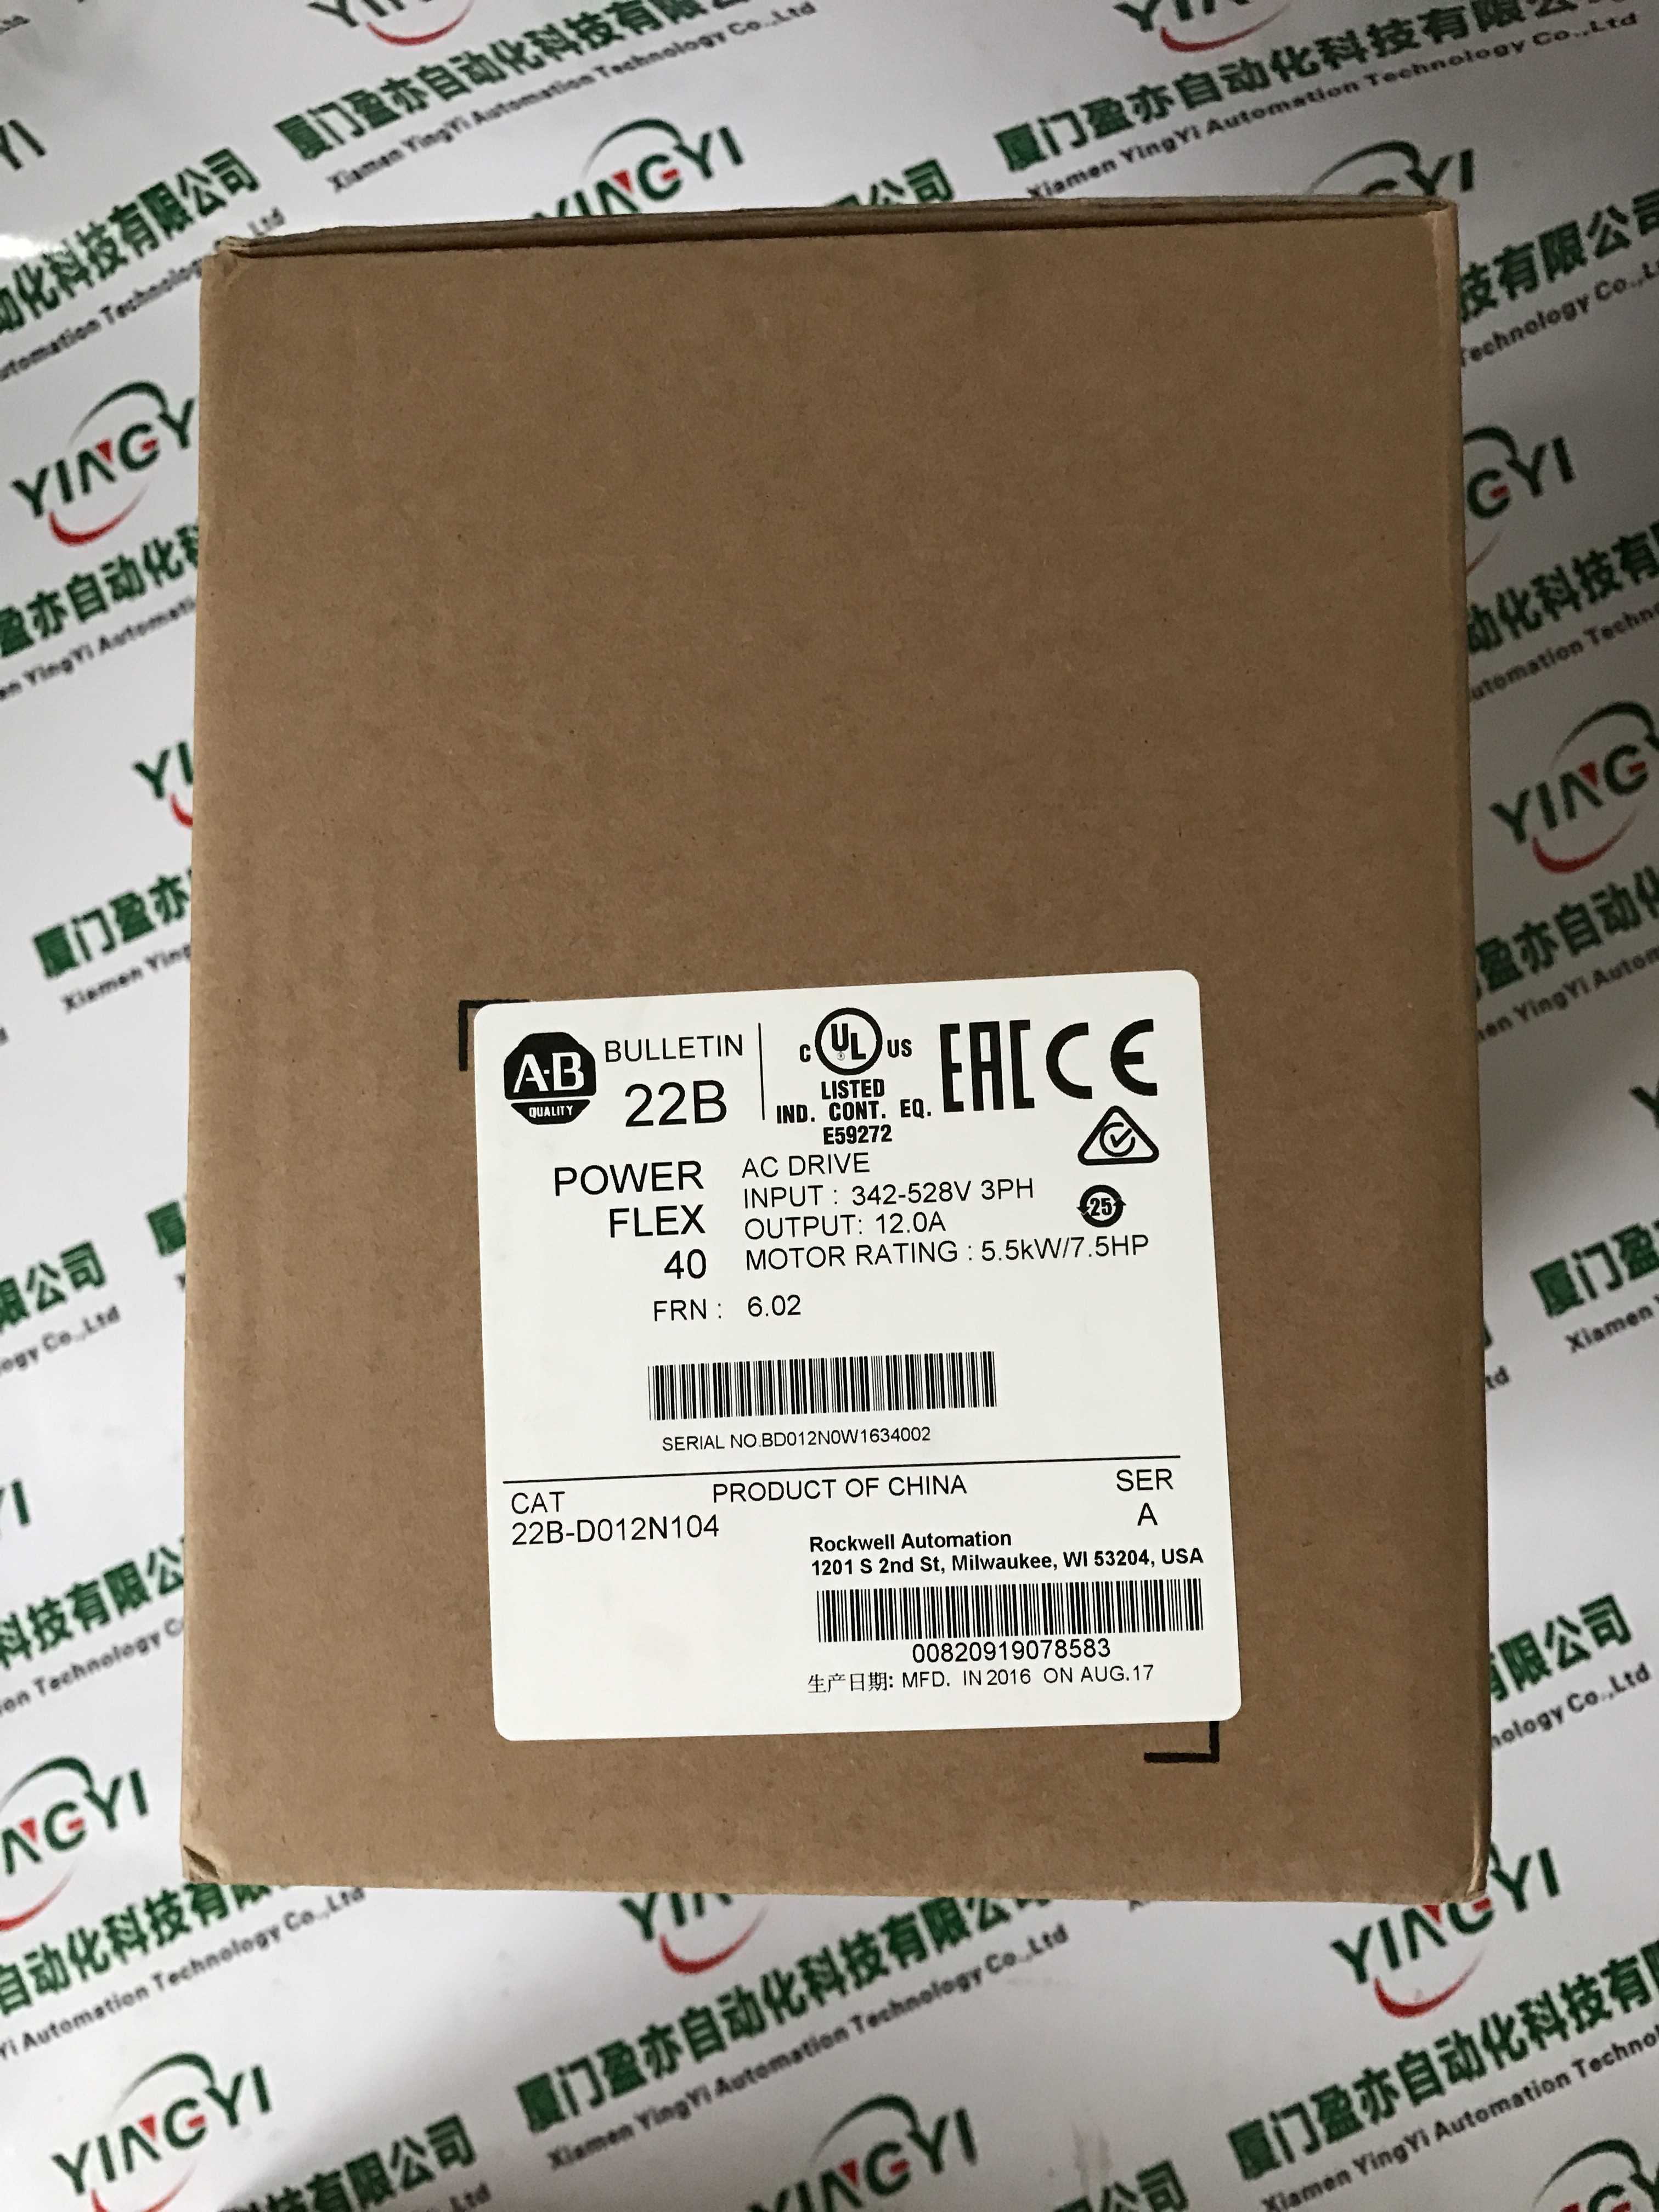 厦门盈亦自动化科技有限公司
Xiamen YingYi Automation Technology Co.,Ltd
YINGYI
A·B
QUALITY
BULLETIN
22B
C UL US
LISTED
IND. CONT. EQ.
E59272
EAC CE
POWER
FLEX
40
AC DRIVE
INPUT : 342-528V 3PH
OUTPUT: 12.0A
MOTOR RATING : 5.5kW/7.5HP
25
FRN : 6.02
SERIAL NO.BD012N0W1634002
CAT
22B-D012N104
PRODUCT OF CHINA
SER
A
Rockwell Automation
1201 S 2nd St, Milwaukee, WI 53204, USA
00820919078583
生产日期: MFD. IN 2016 ON AUG.17